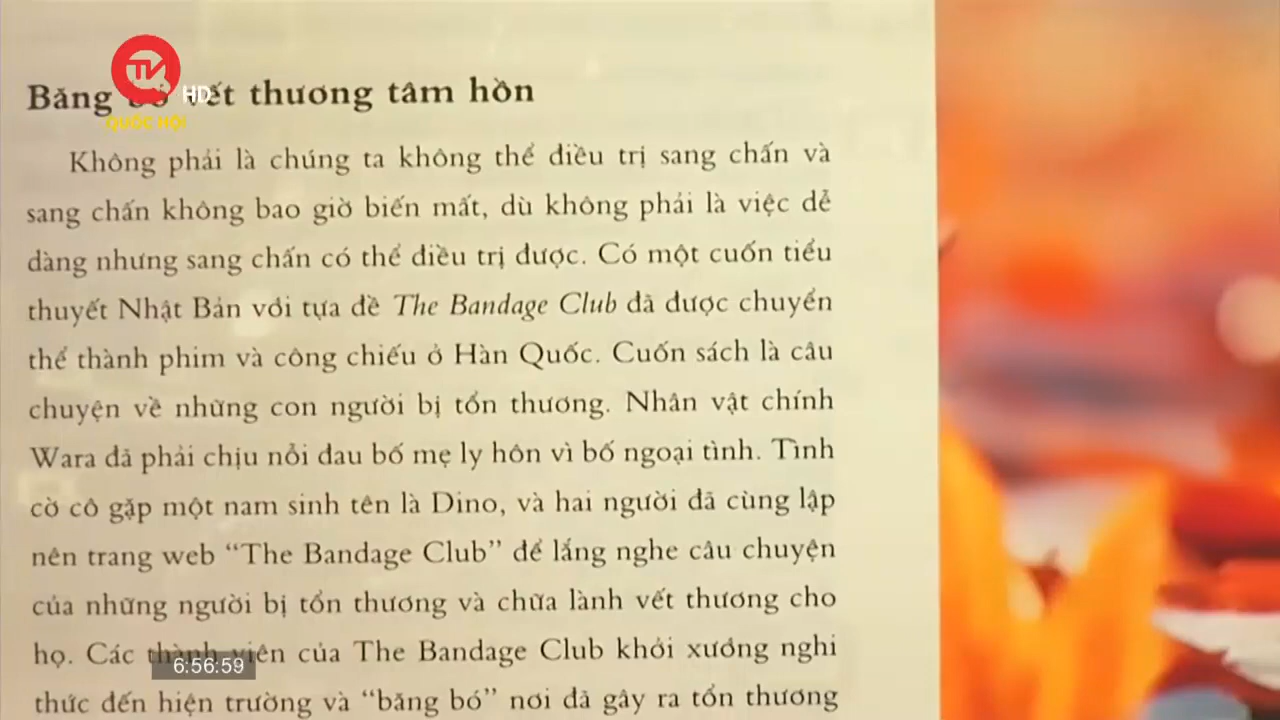 TV
HD
QUỐC HỘI
Băng bó vết thương tâm hồn
Không phải là chúng ta không thể điều trị sang chấn và
sang chấn không bao giờ biến mất, dù không phải là việc dễ
dàng nhưng sang chấn có thể điều trị được. Có một cuốn tiểu
thuyết Nhật Bản với tựa đề The Bandage Club đã được chuyển
thể thành phim và công chiếu ở Hàn Quốc. Cuốn sách là câu
chuyện về những con người bị tổn thương. Nhân vật chính
Wara đã phải chịu nỗi đau bố mẹ ly hôn vì bố ngoại tình. Tình
cờ cô gặp một nam sinh tên là Dino, và hai người đã cùng lập
nên trang web “The Bandage Club” để lắng nghe câu chuyện
của những người bị tổn thương và chữa lành vết thương cho
họ. Các thành viên của The Bandage Club khởi xướng nghi
6:56:59
thức đến hiện trường và “băng bó” nơi đã gây ra tổn thương